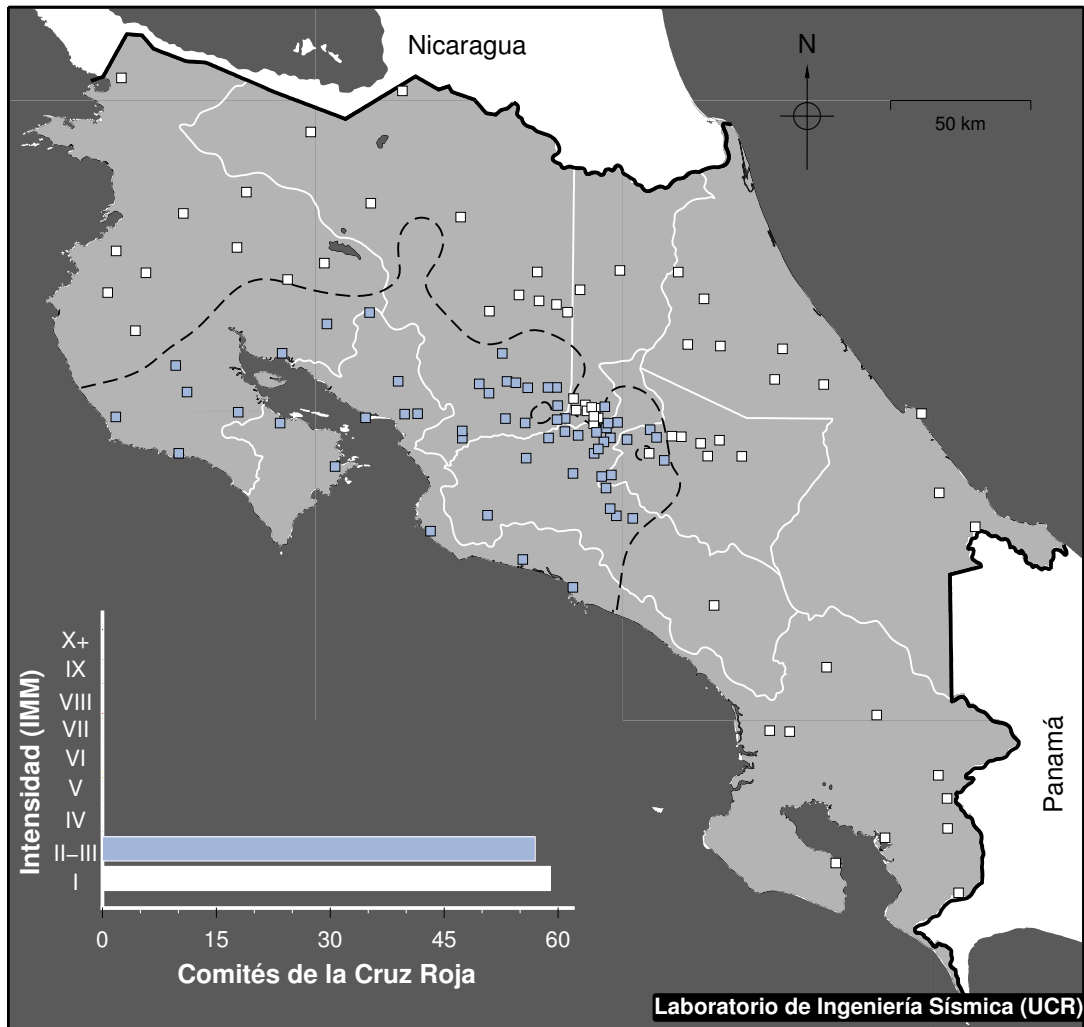 Nicaragua
N
50 km
Panamá
Intensidad (IMM)
X+
IX
VIII
VII
VI
V
IV
II–III
I
0 15 30 45 60
Comités de la Cruz Roja
Laboratorio de Ingeniería Sísmica (UCR)